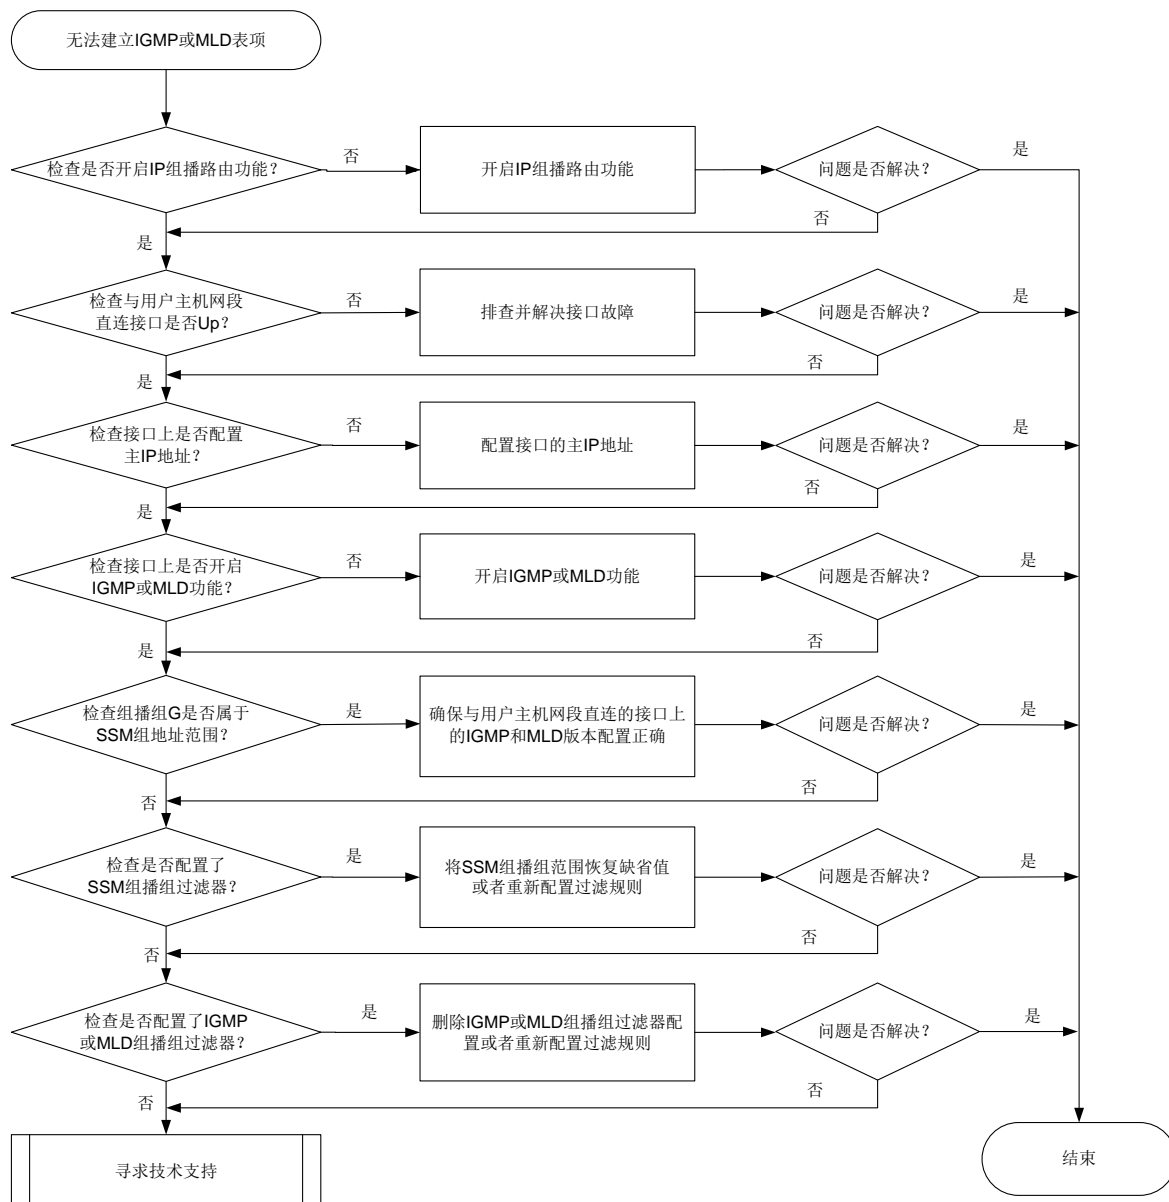 无法建立IGMP或MLD表项
检查是否开启IP组播路由功能？
否
开启IP组播路由功能
问题是否解决？
是
否
是
检查与用户主机网段
直连接口是否Up？
否
排查并解决接口故障
问题是否解决？
是
否
是
检查接口上是否配置
主IP地址？
否
配置接口的主IP地址
问题是否解决？
是
否
是
检查接口上是否开启
IGMP或MLD功能？
否
开启IGMP或MLD功能
问题是否解决？
是
否
是
检查组播组G是否属于
SSM组地址范围？
是
确保与用户主机网段直连的接口上
的IGMP和MLD版本配置正确
问题是否解决？
是
否
否
检查是否配置了
SSM组播组过滤器？
是
将SSM组播组范围恢复缺省值
或者重新配置过滤规则
问题是否解决？
是
否
否
检查是否配置了IGMP
或MLD组播组过滤器？
是
删除IGMP或MLD组播组过滤器配
置或者重新配置过滤规则
问题是否解决？
是
否
否
寻求技术支持
结束